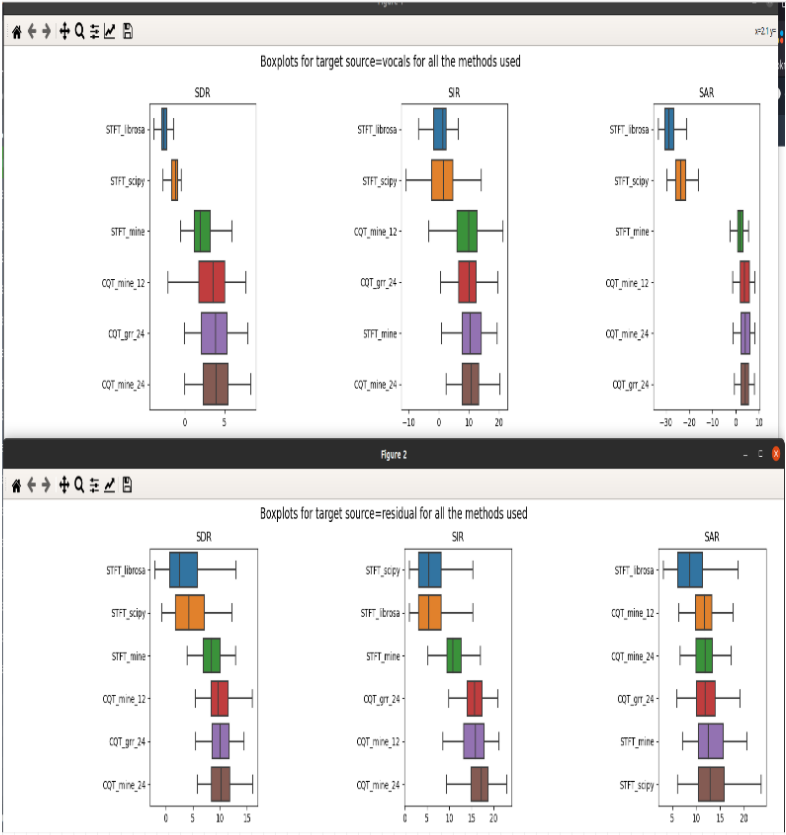 x=2.1 y=
Boxplots for target source=vocals for all the methods used
SDR
STFT_librosa
STFT_scipy
STFT_mine
CQT_mine_12
CQT_grr_24
CQT_mine_24
0 5
SIR
STFT_librosa
STFT_scipy
CQT_mine_12
CQT_grr_24
STFT_mine
CQT_mine_24
−10 0 10 20
SAR
STFT_librosa
STFT_scipy
STFT_mine
CQT_mine_12
CQT_mine_24
CQT_grr_24
−30 −20 −10 0 10
Figure 2
Boxplots for target source=residual for all the methods used
SDR
STFT_librosa
STFT_scipy
STFT_mine
CQT_mine_12
CQT_grr_24
CQT_mine_24
0 5 10 15
SIR
STFT_scipy
STFT_librosa
STFT_mine
CQT_grr_24
CQT_mine_12
CQT_mine_24
0 5 10 15 20
SAR
STFT_librosa
CQT_mine_12
CQT_mine_24
CQT_grr_24
STFT_mine
STFT_scipy
5 10 15 20